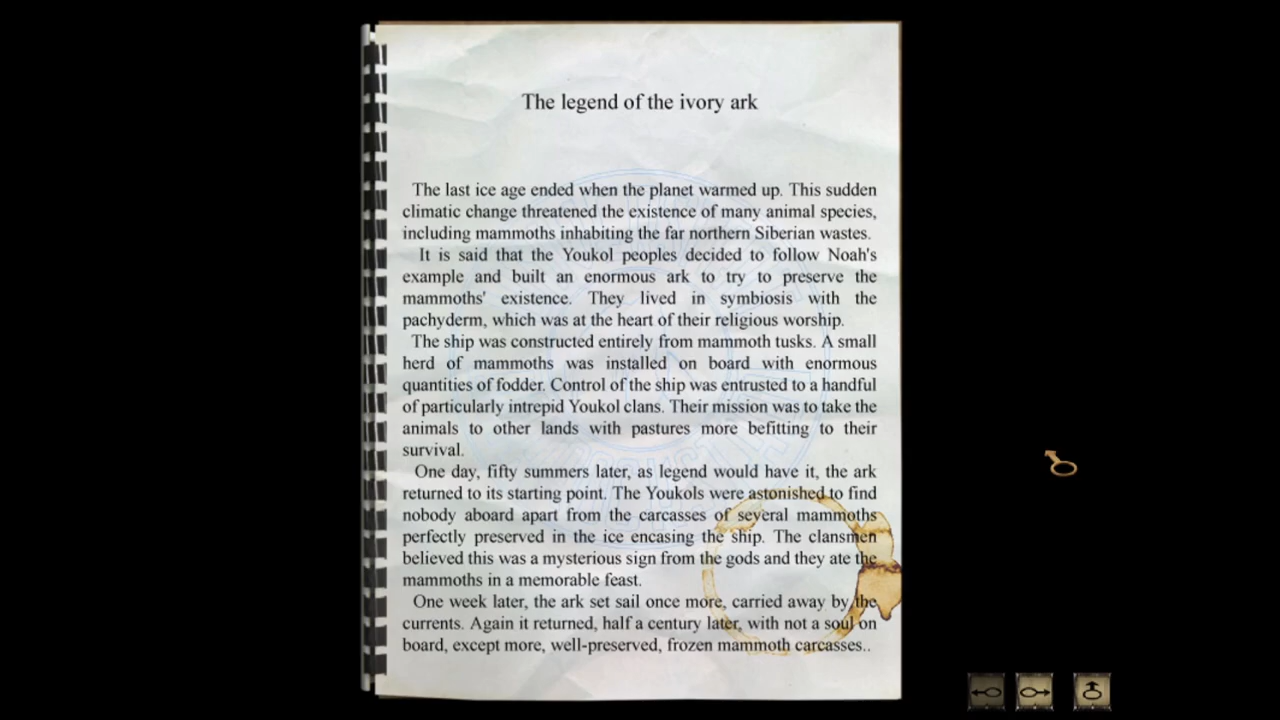 The legend of the ivory ark
The last ice age ended when the planet warmed up. This sudden
climatic change threatened the existence of many animal species,
including mammoths inhabiting the far northern Siberian wastes.
It is said that the Youkol peoples decided to follow Noah's
example and built an enormous ark to try to preserve the
mammoths' existence. They lived in symbiosis with the
pachyderm, which was at the heart of their religious worship.
The ship was constructed entirely from mammoth tusks. A small
herd of mammoths was installed on board with enormous
quantities of fodder. Control of the ship was entrusted to a handful
of particularly intrepid Youkol clans. Their mission was to take the
animals to other lands with pastures more befitting to their
survival.
One day, fifty summers later, as legend would have it, the ark
returned to its starting point. The Youkols were astonished to find
nobody aboard apart from the carcasses of several mammoths
perfectly preserved in the ice encasing the ship. The clansmen
believed this was a mysterious sign from the gods and they ate the
mammoths in a memorable feast.
One week later, the ark set sail once more, carried away by the
currents. Again it returned, half a century later, with not a soul on
board, except more, well-preserved, frozen mammoth carcasses..